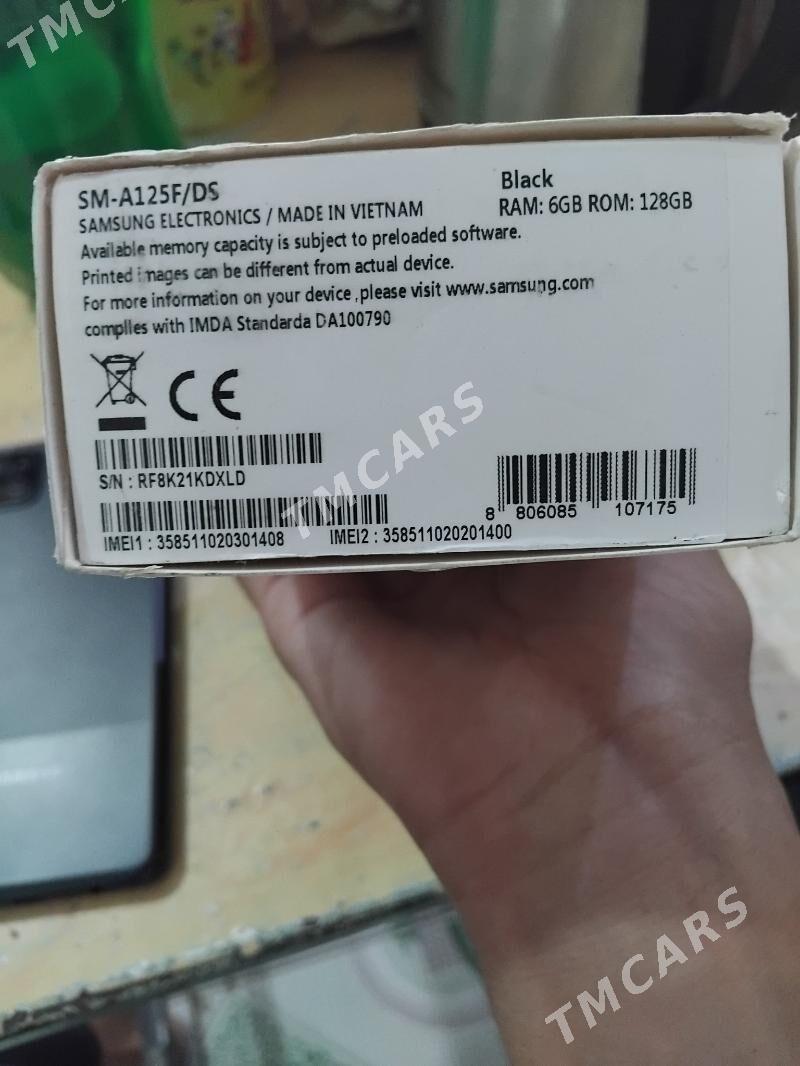 TMCARS
SM-A125F/DS
Black
SAMSUNG ELECTRONICS / MADE IN VIETNAM
RAM: 6GB ROM: 128GB
Available memory capacity is subject to preloaded software.
Printed images can be different from actual device.
For more information on your device ,please visit www.samsung.com
complles with IMDA Standarda DA100790
CE
S/N : RF8K21KDXLD
TMCARS
8 806085 107175
IMEI1 : 358511020301408 IMEI2 : 358511020201400
TMCARS